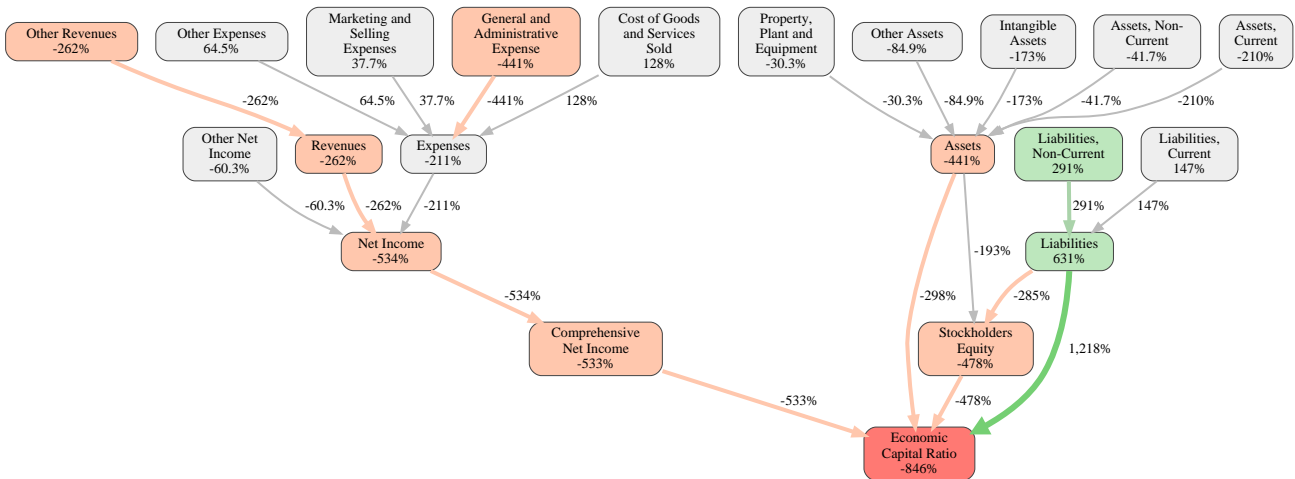 Other Revenues
-262%
Other Expenses
64.5%
Marketing and
Selling
Expenses
37.7%
General and
Administrative
Expense
-441%
Cost of Goods
and Services
Sold
128%
Property,
Plant and
Equipment
-30.3%
Other Assets
-84.9%
Intangible
Assets
-173%
Assets, Non-
Current
-41.7%
Assets,
Current
-210%
-262%
64.5%
37.7%
-441%
128%
-30.3%
-84.9%
-173%
-41.7%
-210%
Other Net
Income
-60.3%
Revenues
-262%
Expenses
-211%
Assets
-441%
Liabilities,
Non-Current
291%
Liabilities,
Current
147%
-60.3%
-262%
-211%
291%
147%
Net Income
-534%
-193%
Liabilities
631%
-534%
-298%
-285%
Comprehensive
Net Income
-533%
Stockholders
Equity
-478%
1,218%
-533%
-478%
Economic
Capital Ratio
-846%